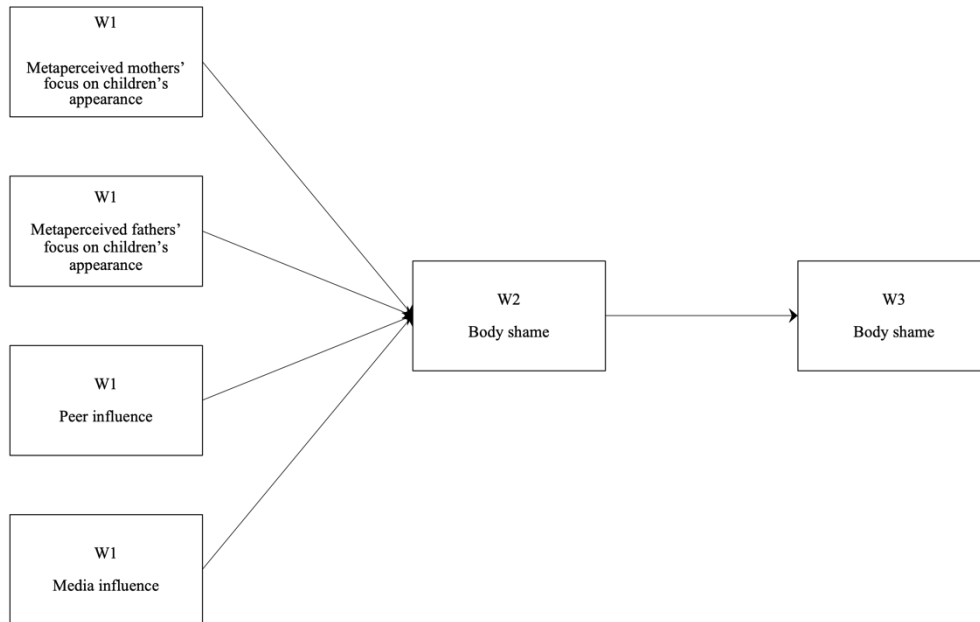 W1
Metaperceived mothers’
focus on children’s
appearance
W1
Metaperceived fathers’
focus on children’s
appearance
W1
Peer influence
W1
Media influence
W2
Body shame
W3
Body shame